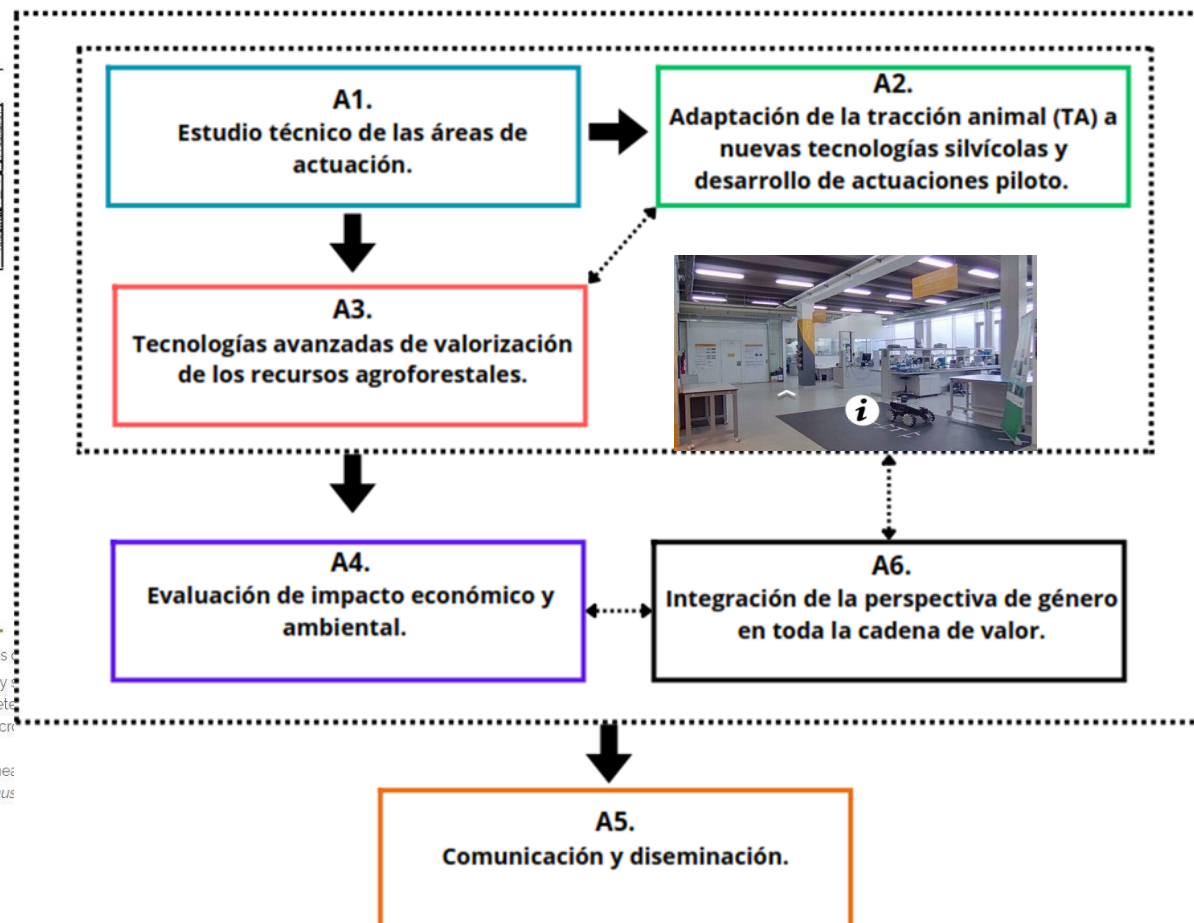 A1.
Estudio técnico de las áreas de
actuación.
A2.
Adaptación de la tracción animal (TA) a
nuevas tecnologías silvícolas y
desarrollo de actuaciones piloto.
A3.
Tecnologías avanzadas de valorización
de los recursos agroforestales.
i
A4.
Evaluación de impacto económico y
ambiental.
A6.
Integración de la perspectiva de género
en toda la cadena de valor.
A5.
Comunicación y diseminación.